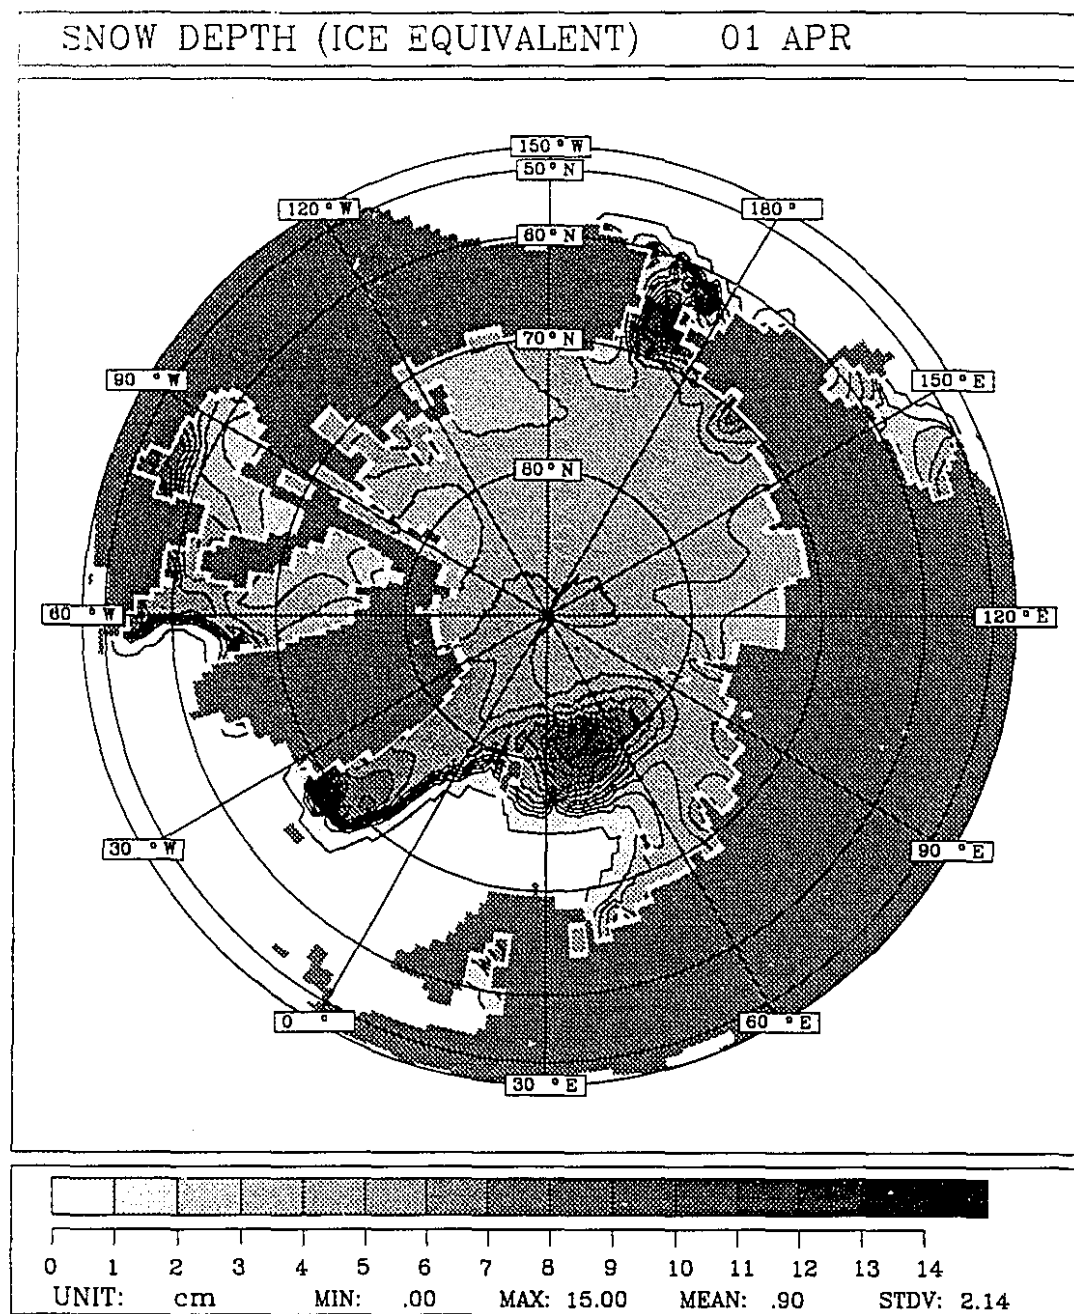 SNOW DEPTH (ICE EQUIVALENT) 01 APR
150 ° W
50° N
120 ° W
180 °
60° N
70° N
90 ° W
150 ° E
80° N
60 ° W
120 ° E
30 ° W
90 ° E
0 °
60 ° E
30 ° E
0 1 2 3 4 5 6 7 8 9 10 11 12 13 14
UNIT: cm MIN: .00 MAX: 15.00 MEAN: .90 STDV: 2.14